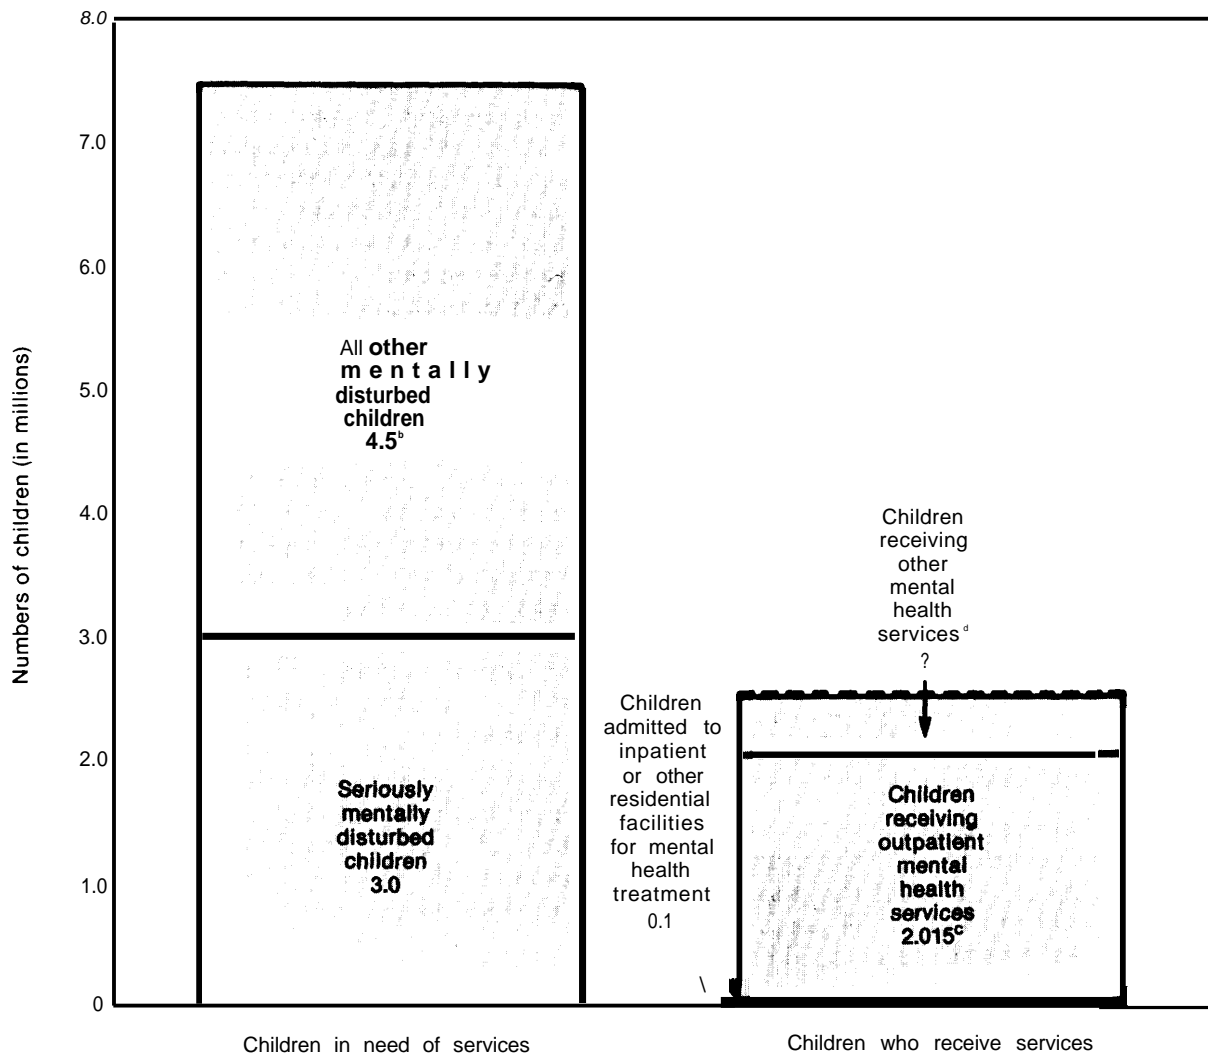 Numbers of children (in millions)
8.0
7.0
6.0
5.0
4.0
3.0
2.0
1.0
0
All other
mentally
disturbed
children
4.5ᵇ
Seriously
mentally
disturbed
children
3.0
Children
admitted to
inpatient
or other
residential
facilities
for mental
health
treatment
0.1
\
Children
receiving
other
mental
health
servicesᵈ
?
Children
receiving
outpatient
mental
health
services
2.015ᶜ
Children in need of services
Children who receive services